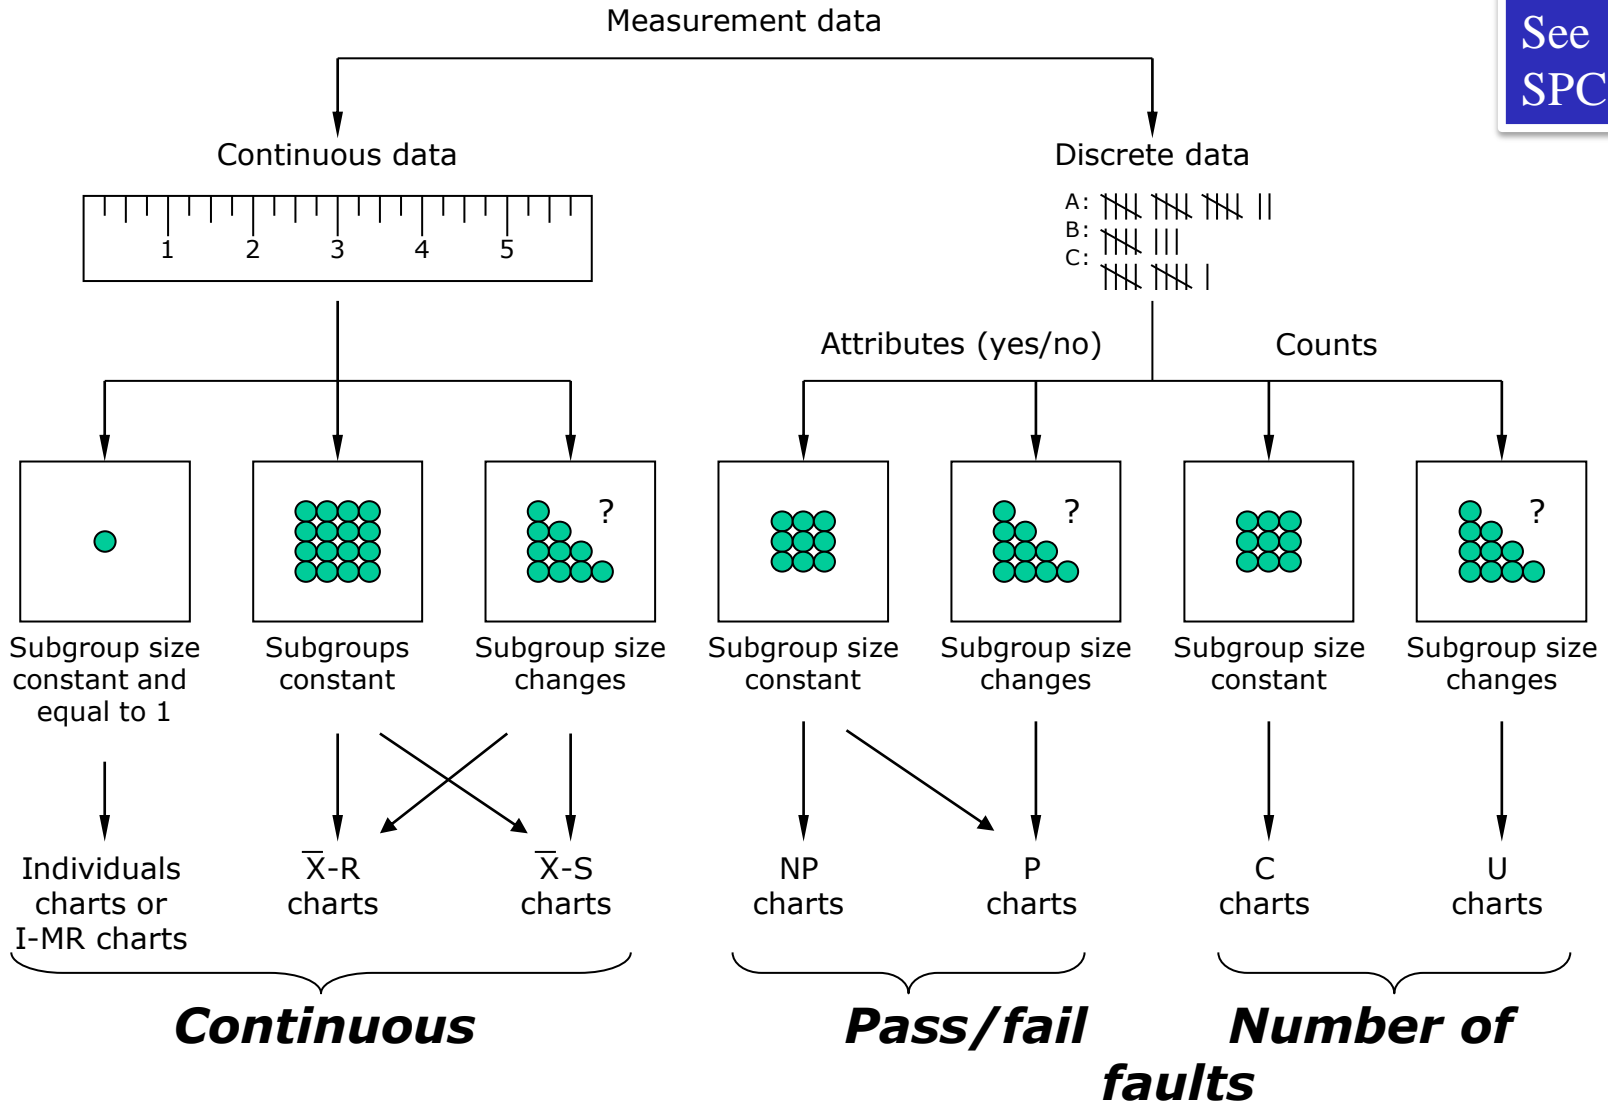 Measurement data
See
SPC
Continuous data
Discrete data
1 2 3 4 5
A:
B:
C:
Attributes (yes/no)
Counts
?
?
?
Subgroup size
constant and
equal to 1
Subgroups
constant
Subgroup size
changes
Subgroup size
constant
Subgroup size
changes
Subgroup size
constant
Subgroup size
changes
Individuals
charts or
I-MR charts
X̅-R
charts
X̅-S
charts
NP
charts
P
charts
C
charts
U
charts
Continuous
Pass/fail
Number of
faults